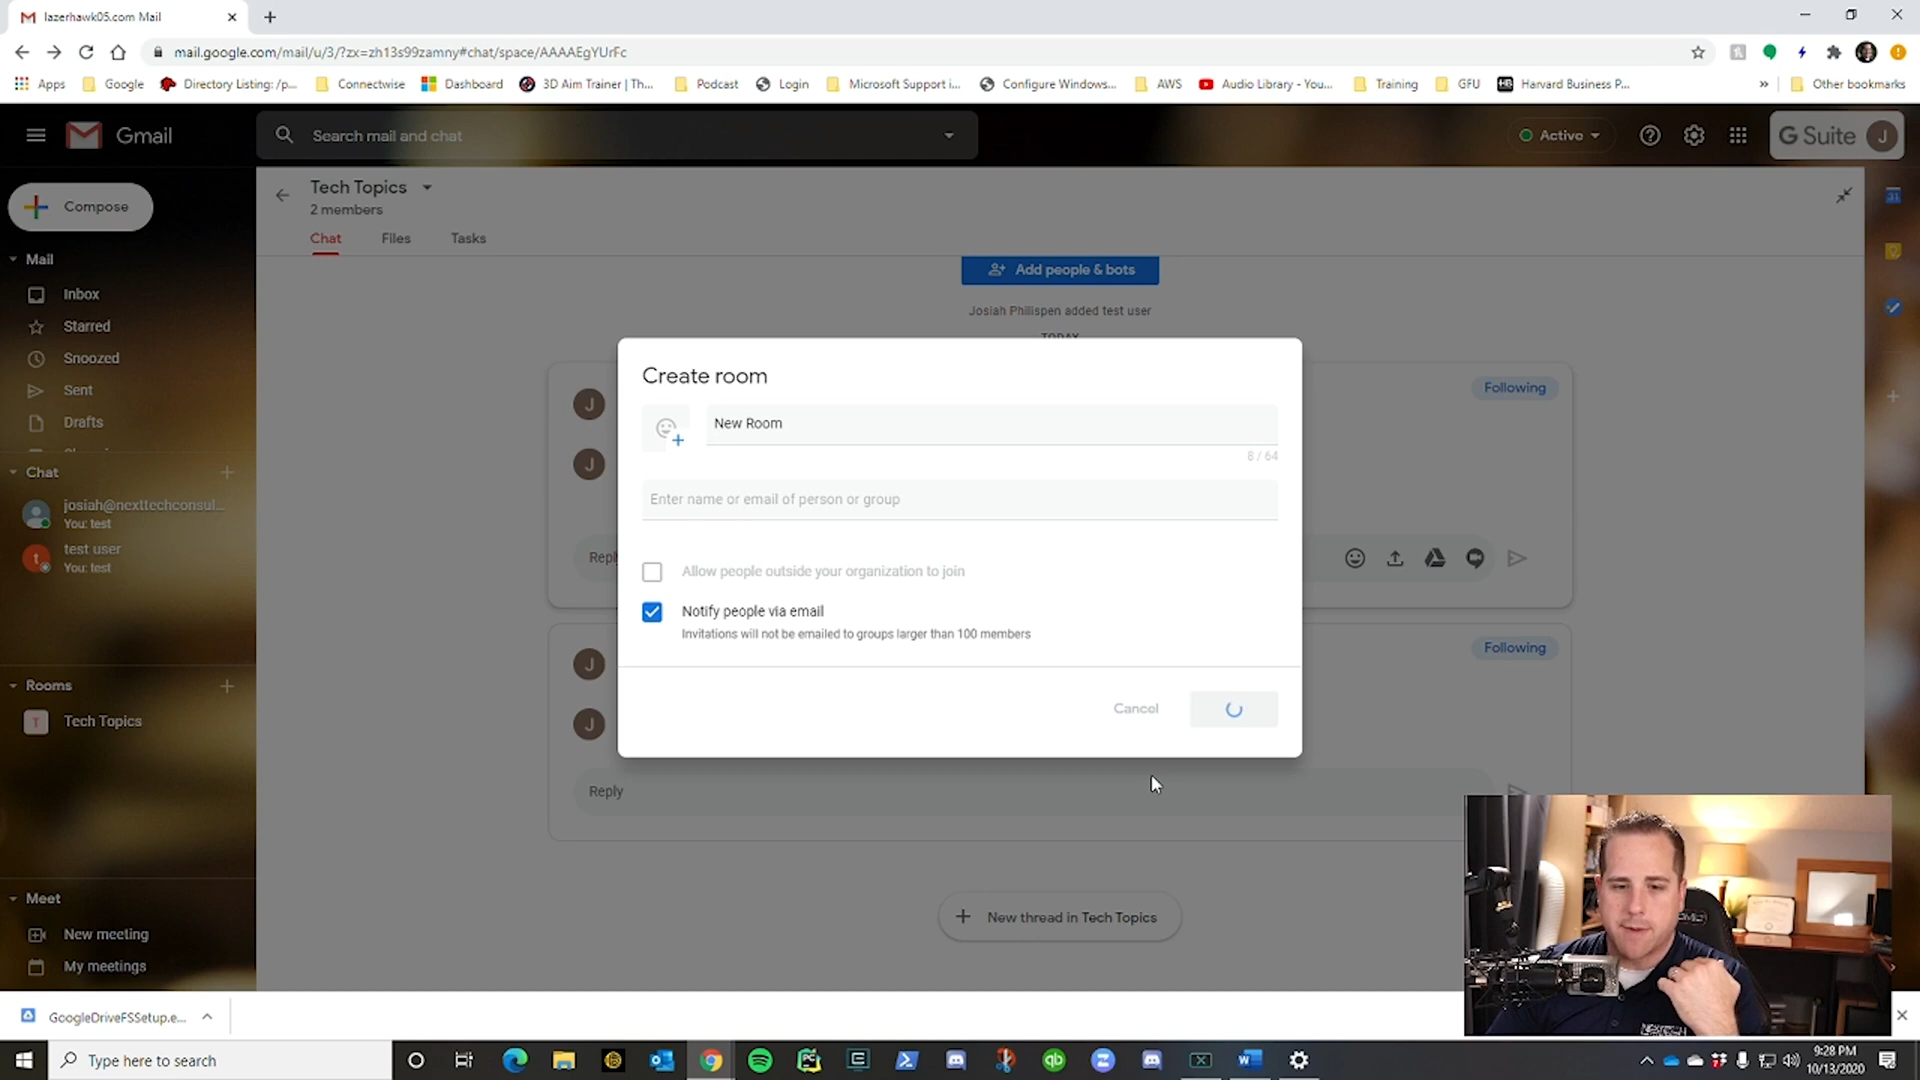 lazerhawk05.com Mail
mail.google.com/mail/u/3/?zx=zh13s99zamny#chat/space/AAAAEgYUrFc
Apps
Google
Directory Listing: /p...
Connectwise
Dashboard
3D Aim Trainer | Th...
Podcast
Login
Microsoft Support i...
Configure Windows...
AWS
Audio Library - You...
Training
GFU
Harvard Business P...
Other bookmarks
Gmail
Search mail and chat
Active
G Suite
J
Compose
Tech Topics
2 members
Chat
Files
Tasks
Mail
Inbox
Starred
Snoozed
Sent
Drafts
Chat
josiah@nexttechconsul...
You: test
t
test user
You: test
Rooms
T
Tech Topics
Meet
New meeting
My meetings
Add people & bots
Josiah Philispen added test user
TODAY
J
Following
J
Create room
New Room
8 / 64
Enter name or email of person or group
Allow people outside your organization to join
Notify people via email
Invitations will not be emailed to groups larger than 100 members
Cancel
J
Following
J
Reply
New thread in Tech Topics
GoogleDriveFSSetup.e...
Type here to search
9:28 PM
10/13/2020